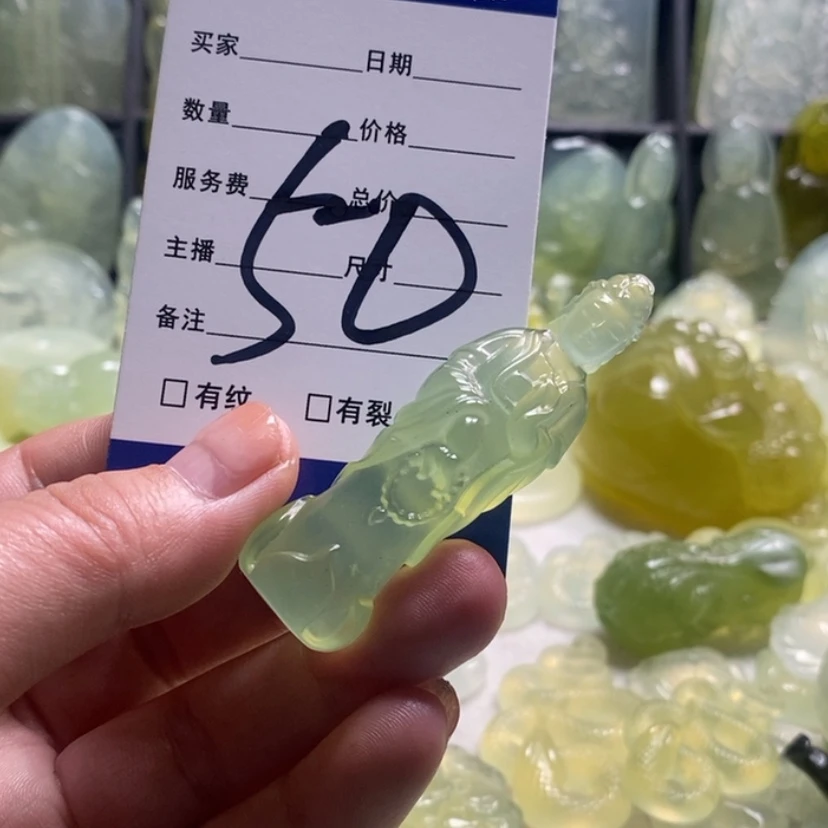 买家 日期
数量 价格
服务费 总价
主播 尺寸
备注
50
□有纹 □有裂